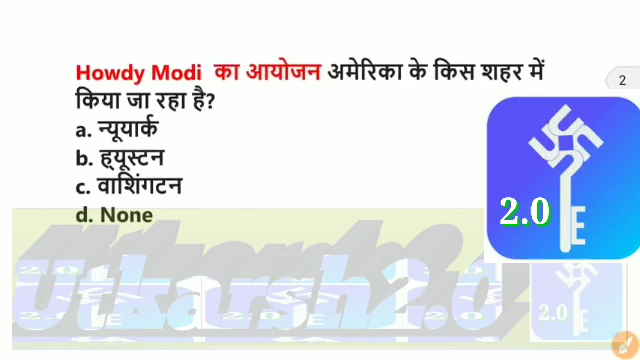 Howdy Modi का आयोजन अमेरिका के किस शहर में
किया जा रहा है?
a. न्यूयार्क
b. ह्यूस्टन
c. वाशिंगटन
d. None
2
2.0
E
Utkarsh2.0
2.0
E